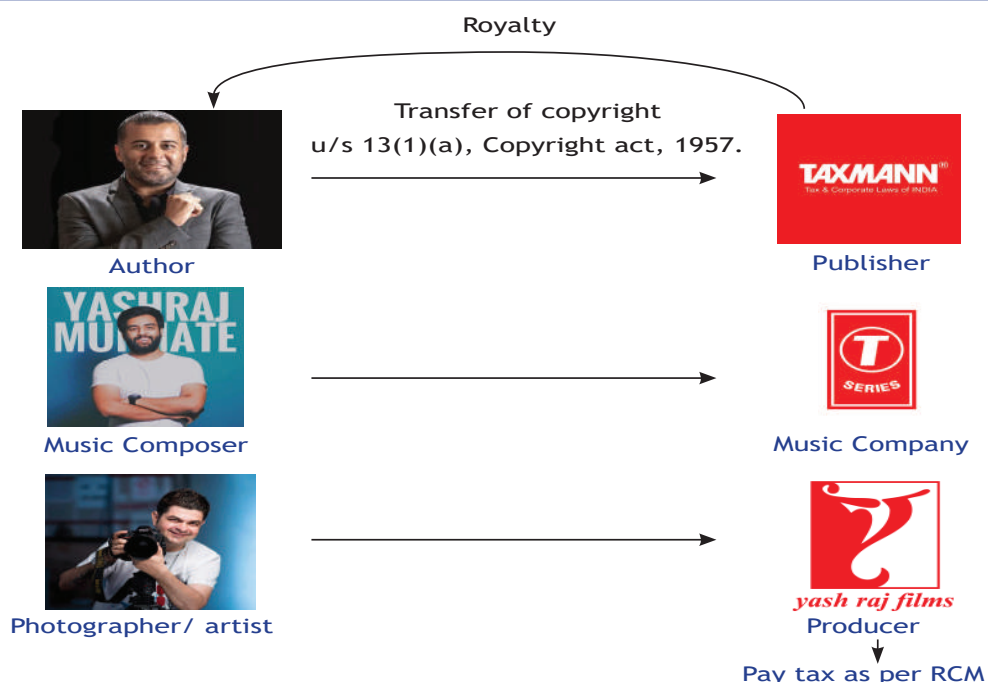 Royalty
Transfer of copyright
u/s 13(1)(a), Copyright act, 1957.
TAXMANN®
Tax & Corporate Laws of INDIA
Author
Publisher
YASHRAJ
MUHATE
T
SERIES
Music Composer
Music Company
yash raj films
Photographer/ artist
Producer
Pay tax as per RCM